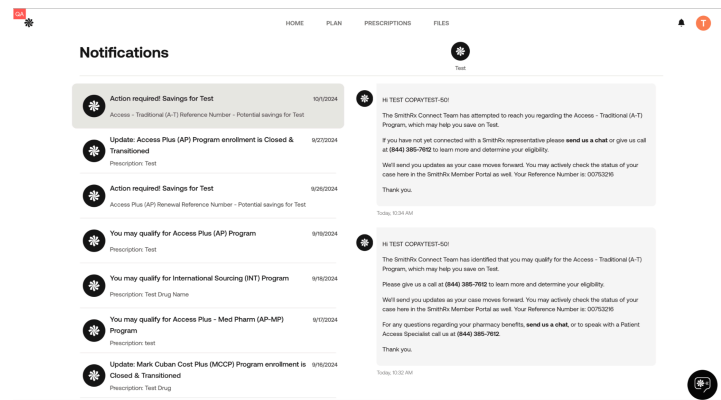 QA
HOME PLAN PRESCRIPTIONS FILES
T
Notifications
Test
Action required! Savings for Test 10/1/2024
Access - Traditional (A-T) Reference Number - Potential savings for Test
Update: Access Plus (AP) Program enrollment is Closed & 9/27/2024
Transitioned
Prescription: Test
Action required! Savings for Test 9/26/2024
Access Plus (AP) Renewal Reference Number - Potential savings for Test
You may qualify for Access Plus (AP) Program 9/19/2024
Prescription: Test
You may qualify for International Sourcing (INT) Program 9/18/2024
Prescription: Test Drug Name
You may qualify for Access Plus - Med Pharm (AP-MP) 9/17/2024
Program
Prescription: test
Update: Mark Cuban Cost Plus (MCCP) Program enrollment is 9/16/2024
Closed & Transitioned
Prescription: Test Drug
Hi TEST COPAYTEST-50!
The SmithRx Connect Team has attempted to reach you regarding the Access - Traditional (A-T)
Program, which may help you save on Test.
If you have not yet connected with a SmithRx representative please send us a chat or give us call
at (844) 385-7612 to learn more and determine your eligibility.
We'll send you updates as your case moves forward. You may actively check the status of your
case here in the SmithRx Member Portal as well. Your Reference Number is: 00753216
Thank you.
Today, 10:34 AM
Hi TEST COPAYTEST-50!
The SmithRx Connect Team has identified that you may qualify for the Access - Traditional (A-T)
Program, which may help you save on Test.
Please give us a call at (844) 385-7612 to learn more and determine your eligibility.
We'll send you updates as your case moves forward. You may actively check the status of your
case here in the SmithRx Member Portal as well. Your Reference Number is: 00753216
For any questions regarding your pharmacy benefits, send us a chat, or to speak with a Patient
Access Specialist call us at (844) 385-7612.
Thank you.
Today, 10:32 AM